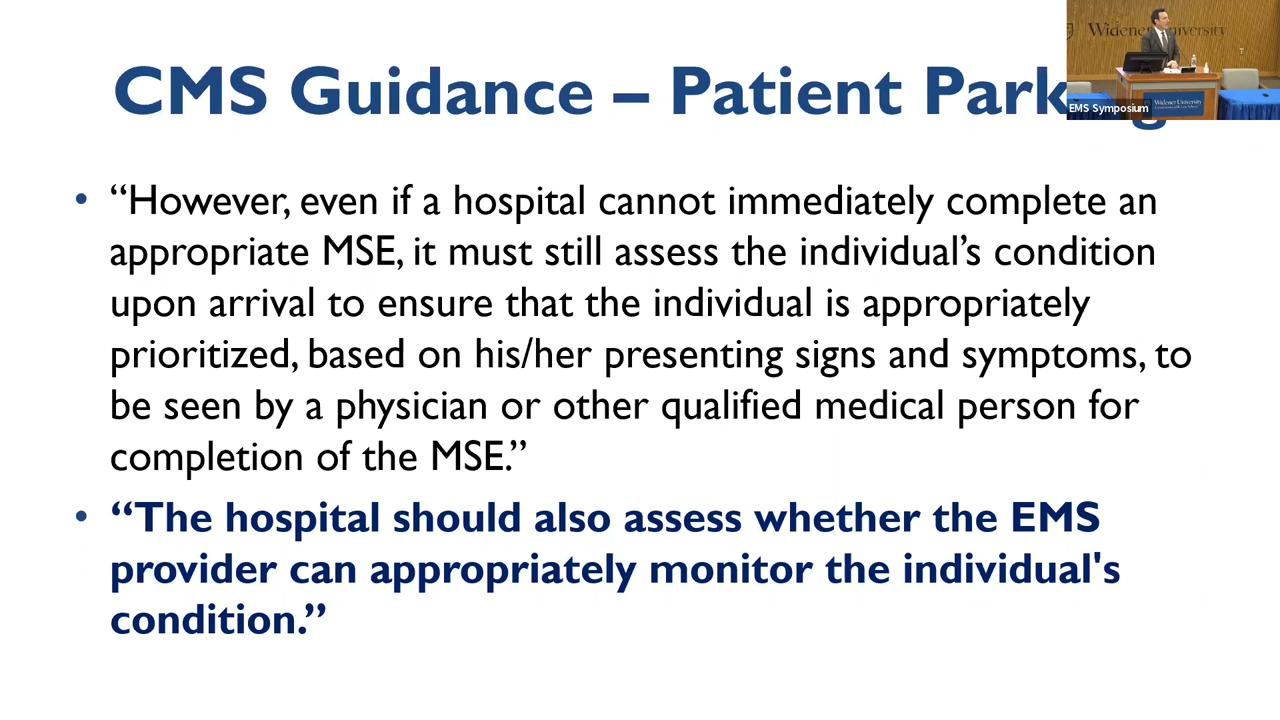 CMS Guidance – Patient Park
Widener University
EMS Symposium
Widener University
• “However, even if a hospital cannot immediately complete an
appropriate MSE, it must still assess the individual’s condition
upon arrival to ensure that the individual is appropriately
prioritized, based on his/her presenting signs and symptoms, to
be seen by a physician or other qualified medical person for
completion of the MSE.”
• “The hospital should also assess whether the EMS
provider can appropriately monitor the individual's
condition.”